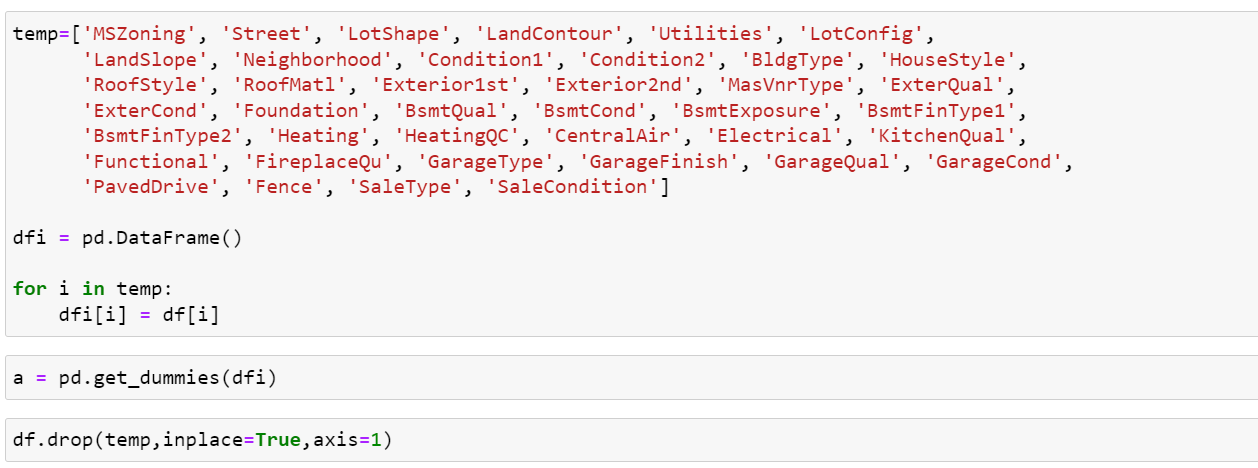 temp=['MSZoning', 'Street', 'LotShape', 'LandContour', 'Utilities', 'LotConfig',
      'LandSlope', 'Neighborhood', 'Condition1', 'Condition2', 'BldgType', 'HouseStyle',
      'RoofStyle', 'RoofMatl', 'Exterior1st', 'Exterior2nd', 'MasVnrType', 'ExterQual',
      'ExterCond', 'Foundation', 'BsmtQual', 'BsmtCond', 'BsmtExposure', 'BsmtFinType1',
      'BsmtFinType2', 'Heating', 'HeatingQC', 'CentralAir', 'Electrical', 'KitchenQual',
      'Functional', 'FireplaceQu', 'GarageType', 'GarageFinish', 'GarageQual', 'GarageCond',
      'PavedDrive', 'Fence', 'SaleType', 'SaleCondition']
dfi = pd.DataFrame()
for i in temp:
    dfi[i] = df[i]
a = pd.get_dummies(dfi)
df.drop(temp,inplace=True,axis=1)